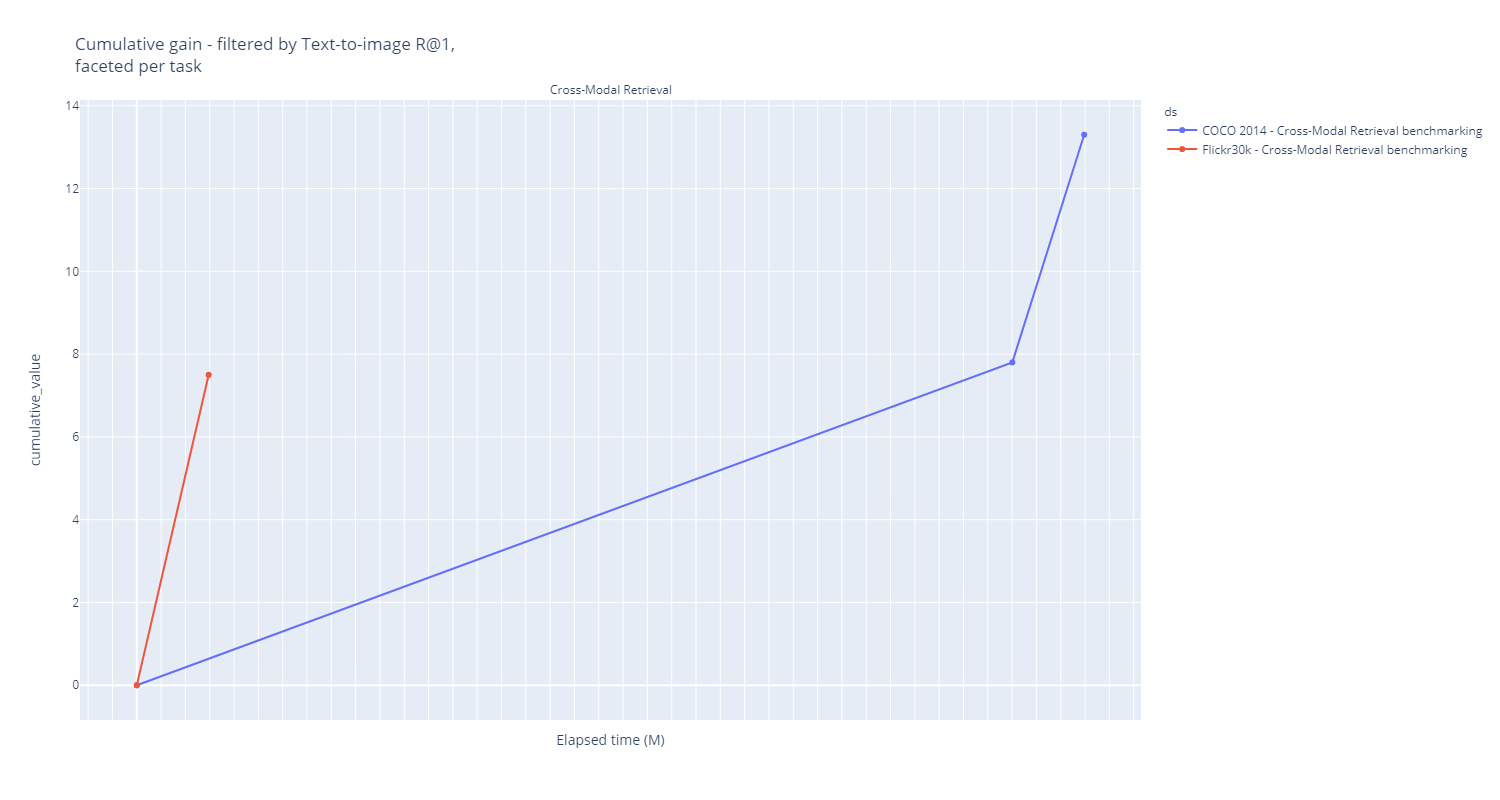 Cumulative gain - filtered by Text-to-image R@1,
faceted per task
Cross-Modal Retrieval
ds
COCO 2014 - Cross-Modal Retrieval benchmarking
Flickr30k - Cross-Modal Retrieval benchmarking
14
12
10
8
6
4
2
0
cumulative_value
Elapsed time (M)